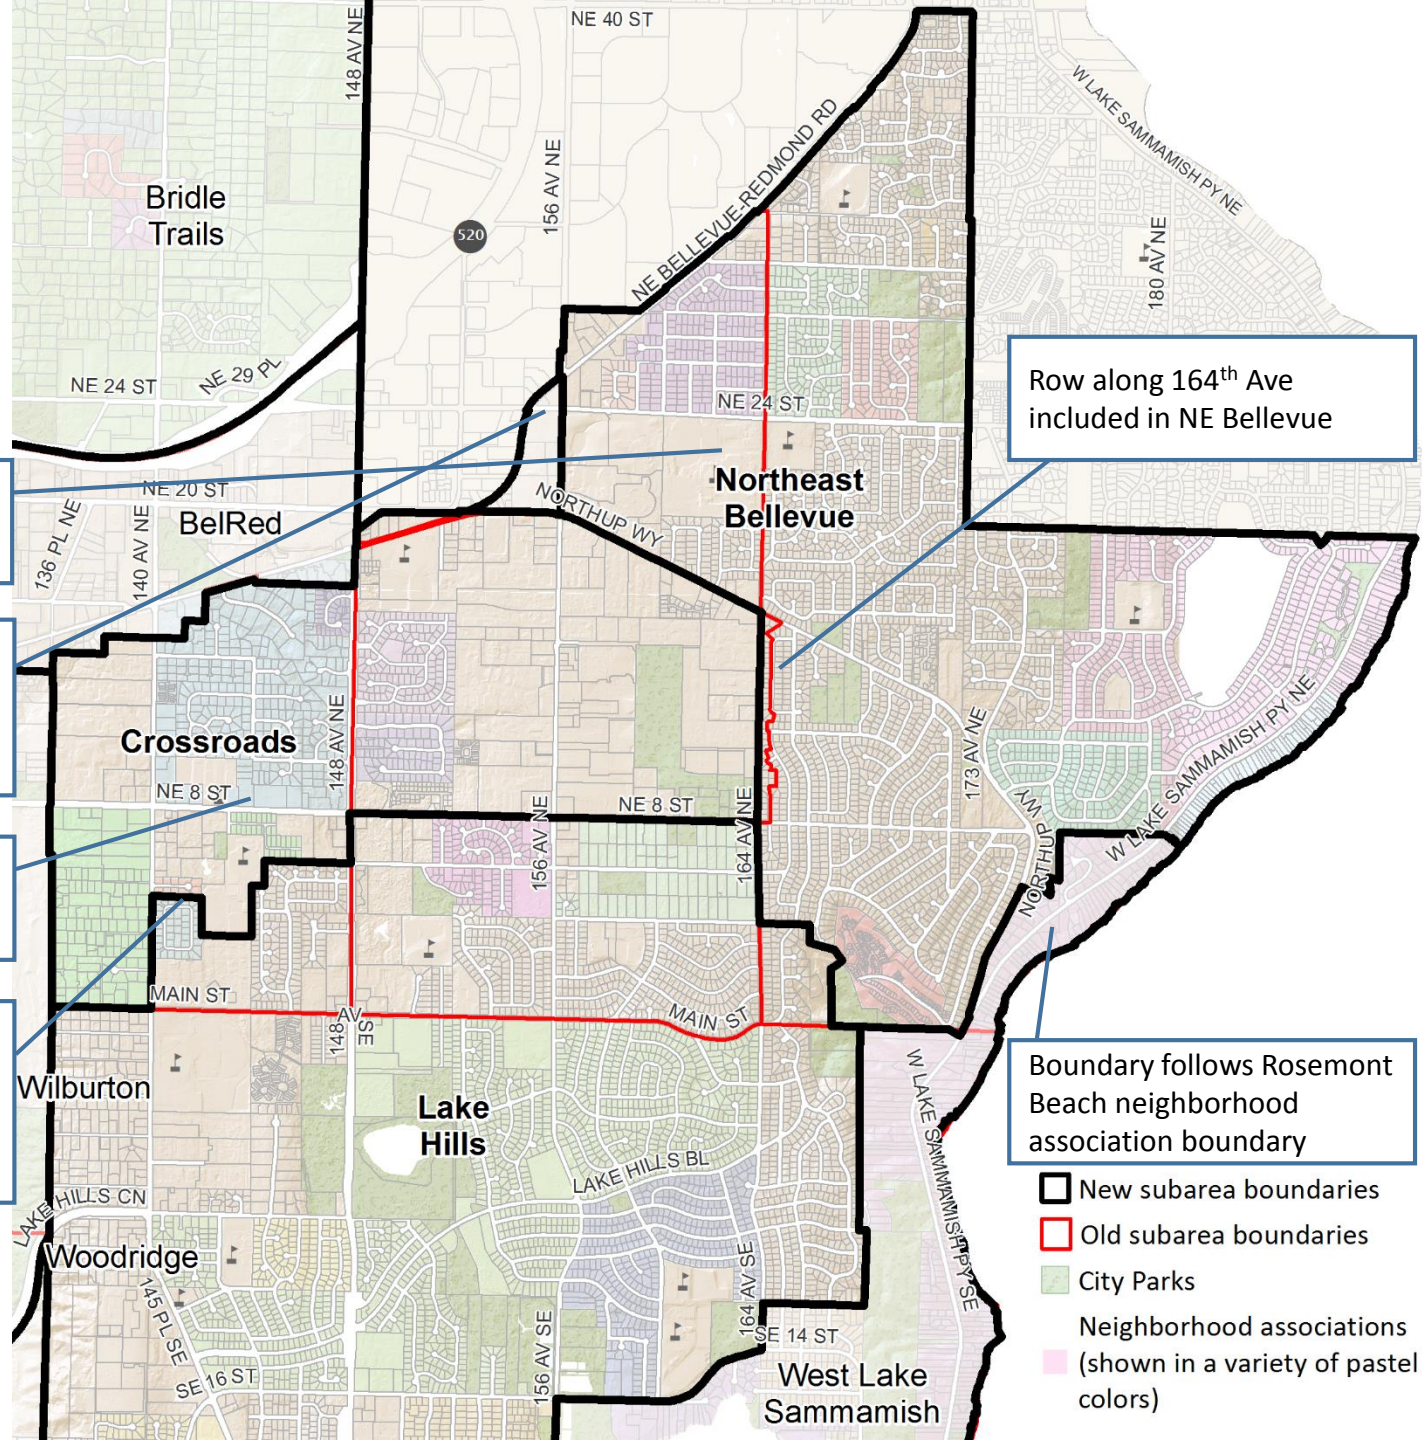 NE 40 ST
148 AV NE
W LAKE SAMMAMISH PY NE
NE BELLEVUE-REDMOND RD
156 AV NE
Bridle
Trails
520
180 AV NE
Row along 164th Ave
included in NE Bellevue
NE 24 ST
NE 29 PL
NE 24 ST
Northeast
Bellevue
NE 20 ST
NORTHUP WY
BelRed
136 PL NE
140 AV NE
148 AV NE
Crossroads
173 AV NE
W LAKE SAMMAMISH PY NE
NE 8 ST
NE 8 ST
156 AV NE
164 AV NE
NORTHUP WY
MAIN ST
MAIN ST
148 AV SE
Boundary follows Rosemont
Beach neighborhood
association boundary
Wilburton
Lake
Hills
W LAKE SAMMAMISH PY SE
LAKE HILLS BL
LAKE HILLS CN
New subarea boundaries
Old subarea boundaries
Woodridge
City Parks
145 PL SE
164 AV SE
156 AV SE
SE 14 ST
Neighborhood associations
(shown in a variety of pastel
colors)
SE 16 ST
West Lake
Sammamish